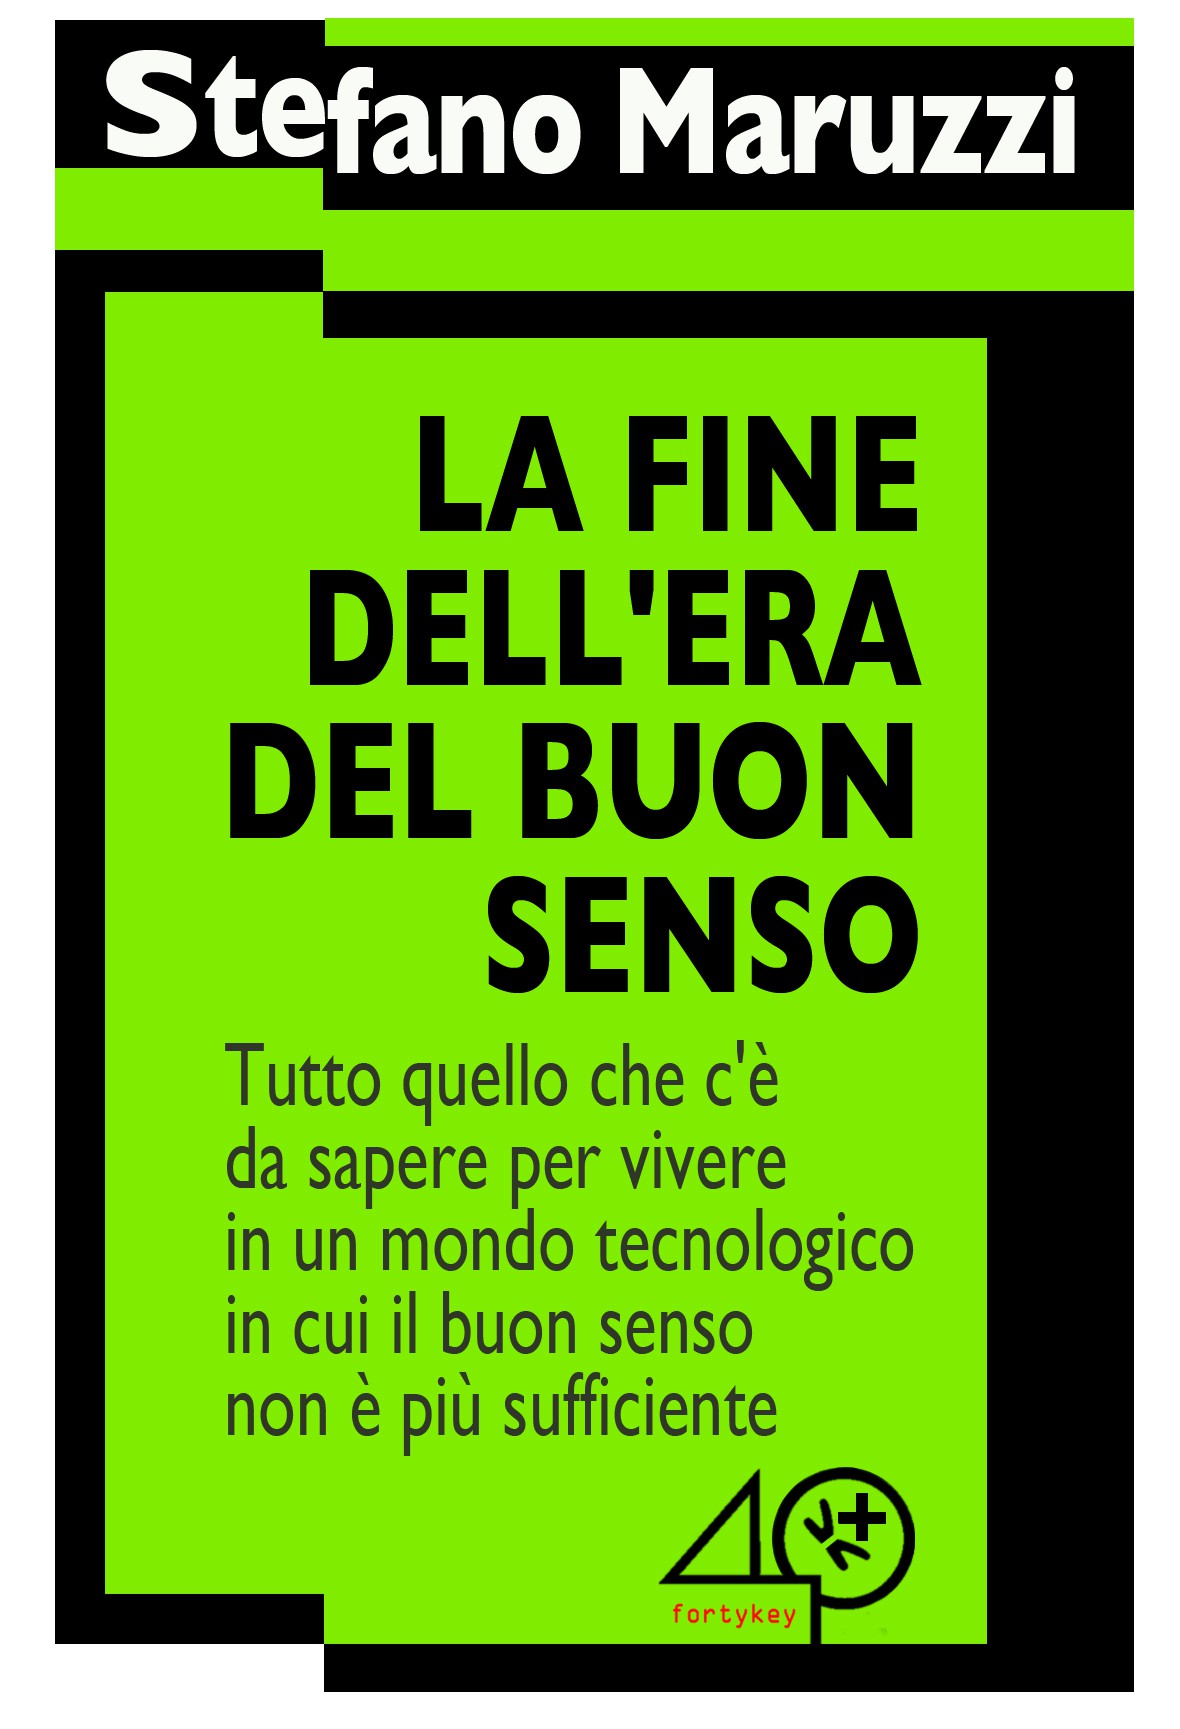 Stefano Maruzzi
LA FINE
DELL'ERA
DEL BUON
SENSO
Tutto quello che c'è
da sapere per vivere
in un mondo tecnologico
in cui il buon senso
non è più sufficiente
40+
fortykey